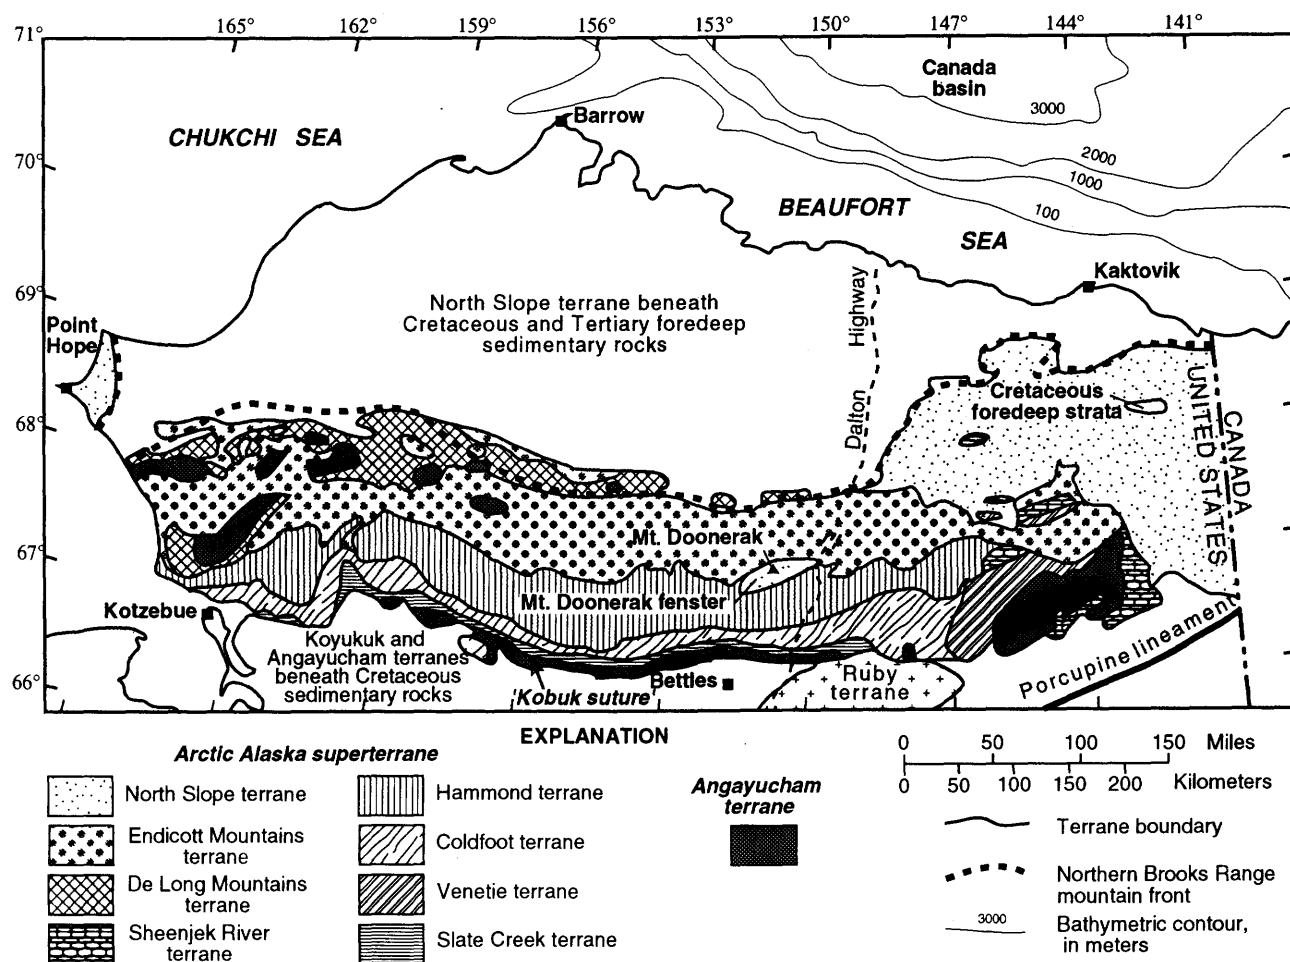 165° 162° 159° 156° 153° 150° 147° 144° 141°
71°
70°
69°
68°
67°
66°
Canada
basin
3000
2000
1000
100
Barrow
CHUKCHI SEA
BEAUFORT
SEA
Kaktovik
Dalton Highway
North Slope terrane beneath
Cretaceous and Tertiary foredeep
sedimentary rocks
Point
Hope
Cretaceous
foredeep strata
UNITED STATES
CANADA
Mt. Doonerak
Mt. Doonerak fenster
Kotzebue
Koyukuk and
Angayucham terranes
beneath Cretaceous
sedimentary rocks
Kobuk suture
Bettles
Ruby
terrane
Porcupine lineament
EXPLANATION
Arctic Alaska superterrane
North Slope terrane
Endicott Mountains
terrane
De Long Mountains
terrane
Sheenjek River
terrane
Hammond terrane
Coldfoot terrane
Venetie terrane
Slate Creek terrane
Angayucham
terrane
0 50 100 150 Miles
0 50 100 150 200 Kilometers
Terrane boundary
Northern Brooks Range
mountain front
3000
Bathymetric contour,
in meters